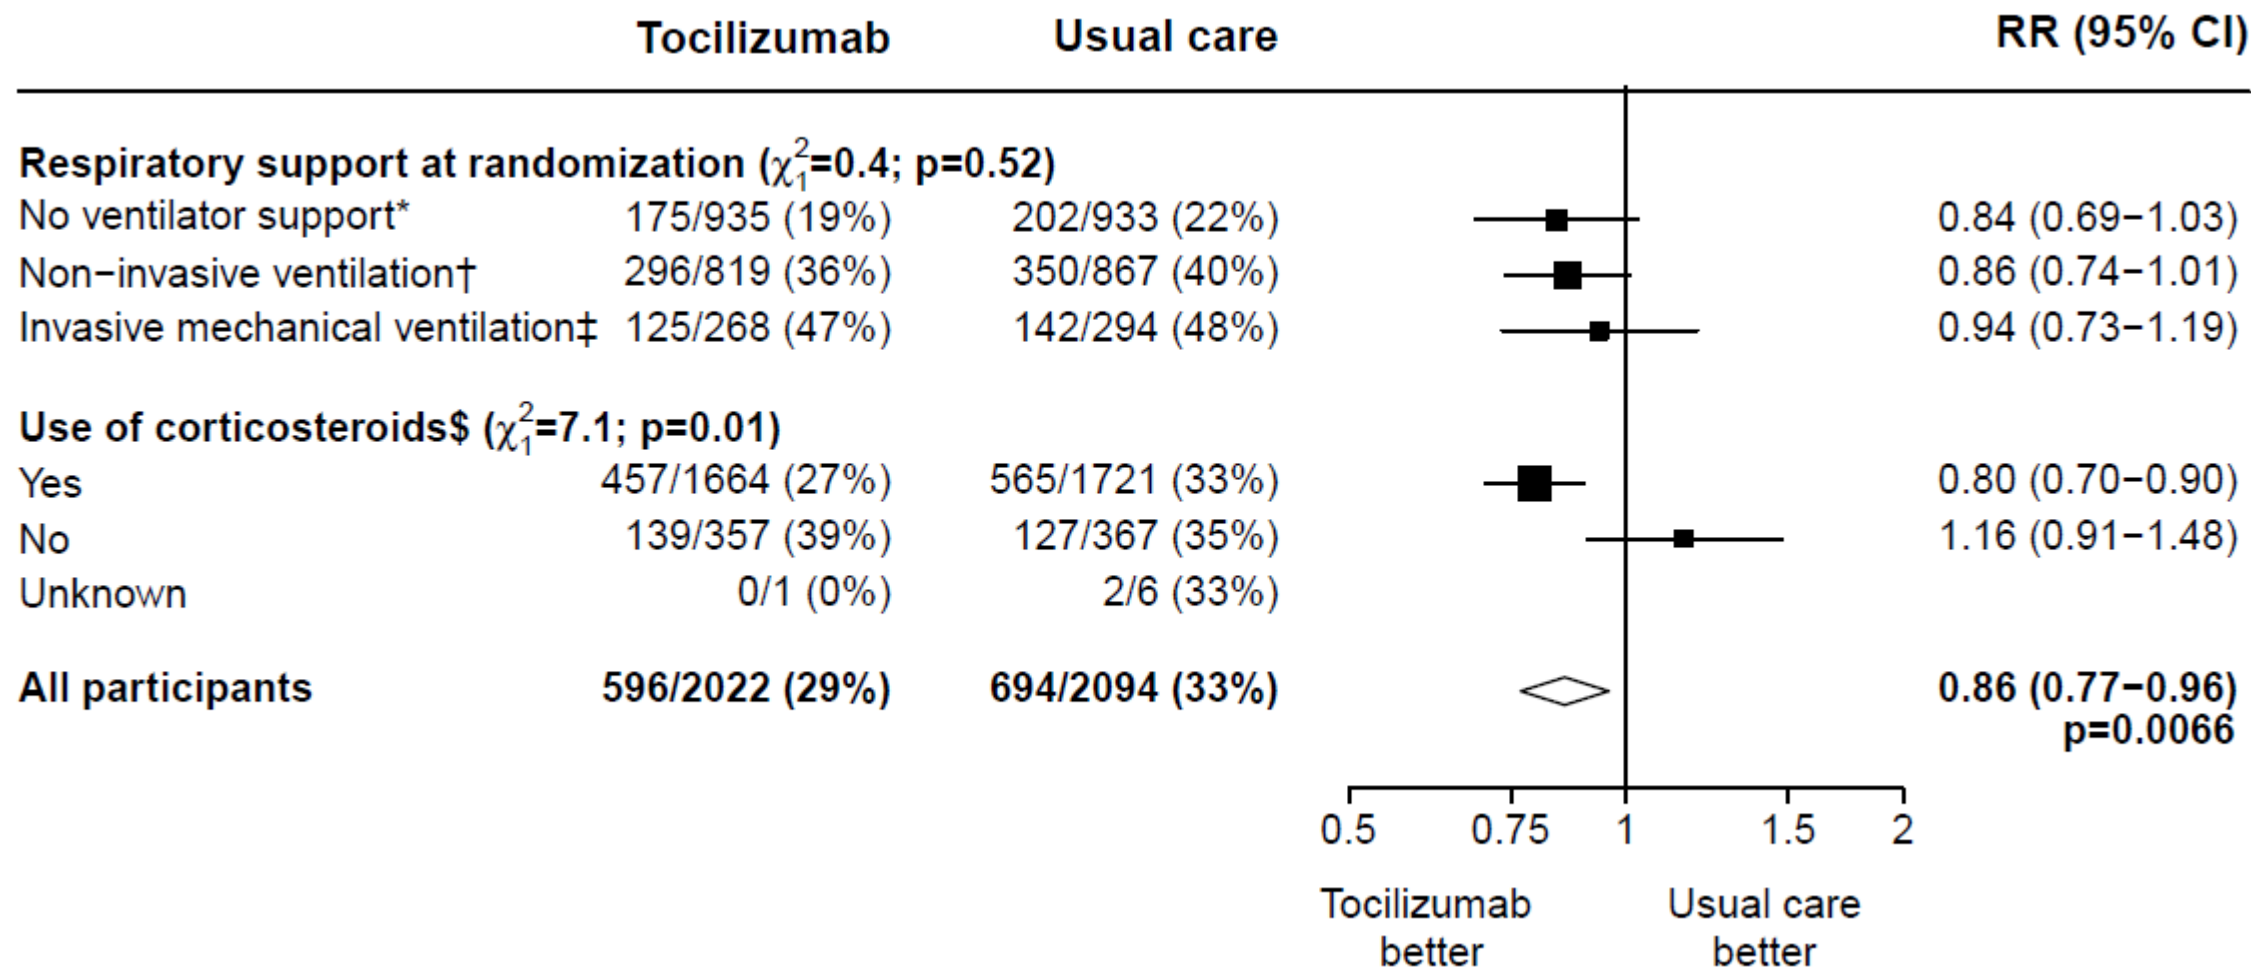 Tocilizumab Usual care RR (95% CI)
Respiratory support at randomization (χ²₁=0.4; p=0.52)
No ventilator support* 175/935 (19%) 202/933 (22%) 0.84 (0.69−1.03)
Non−invasive ventilation† 296/819 (36%) 350/867 (40%) 0.86 (0.74−1.01)
Invasive mechanical ventilation‡ 125/268 (47%) 142/294 (48%) 0.94 (0.73−1.19)
Use of corticosteroids$ (χ²₁=7.1; p=0.01)
Yes 457/1664 (27%) 565/1721 (33%) 0.80 (0.70−0.90)
No 139/357 (39%) 127/367 (35%) 1.16 (0.91−1.48)
Unknown 0/1 (0%) 2/6 (33%)
All participants 596/2022 (29%) 694/2094 (33%) 0.86 (0.77−0.96)
p=0.0066
0.5 0.75 1 1.5 2
Tocilizumab Usual care
better better